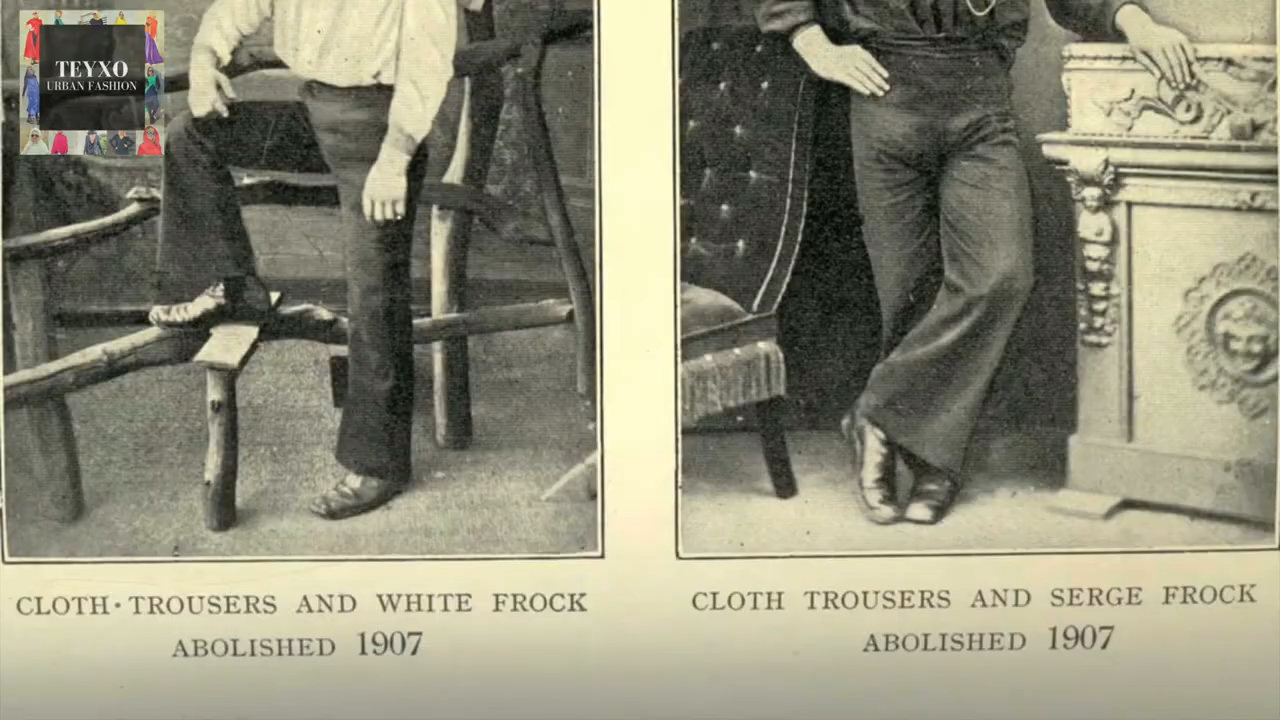 TEYXO
URBAN FASHION
CLOTH·TROUSERS AND WHITE FROCK
ABOLISHED 1907
CLOTH TROUSERS AND SERGE FROCK
ABOLISHED 1907